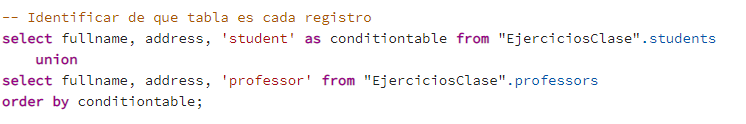 -- Identificar de que tabla es cada registro
select fullname, address, 'student' as conditiontable from "EjerciciosClase".students
    union
select fullname, address, 'professor' from "EjerciciosClase".professors
order by conditiontable;